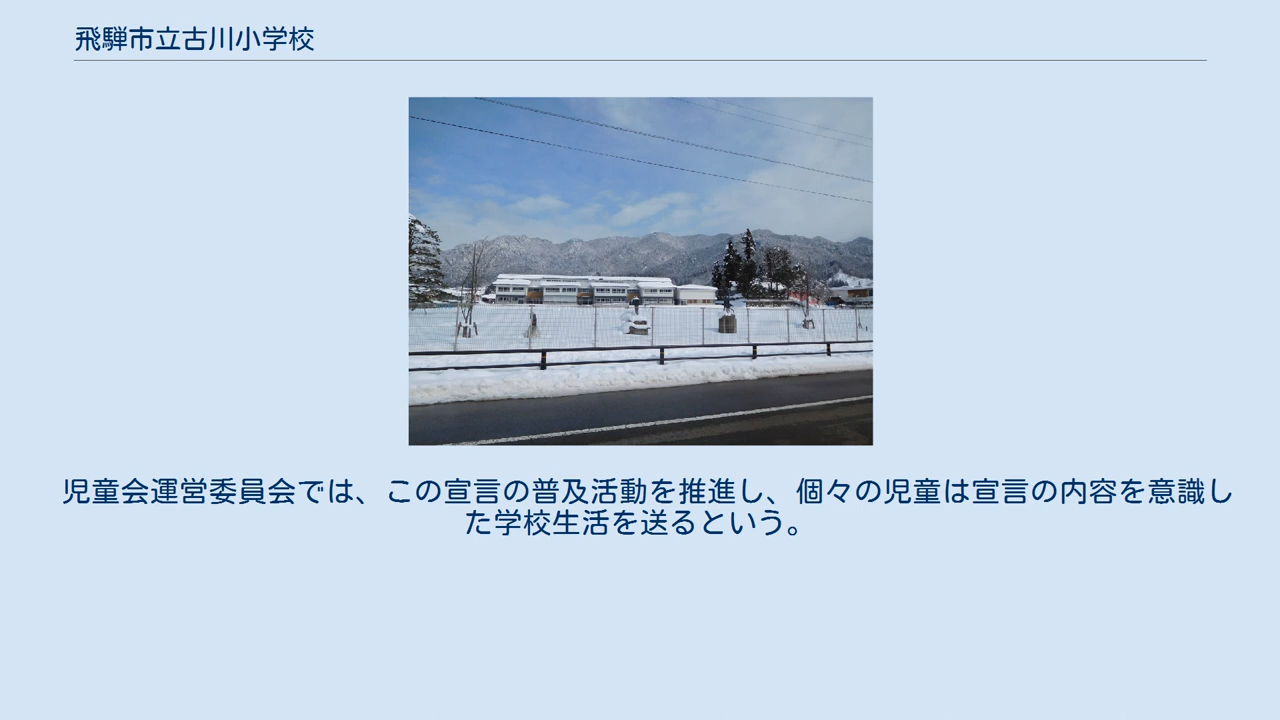 飛騨市立古川小学校
児童会運営委員会では、この宣言の普及活動を推進し、個々の児童は宣言の内容を意識し
た学校生活を送るという。